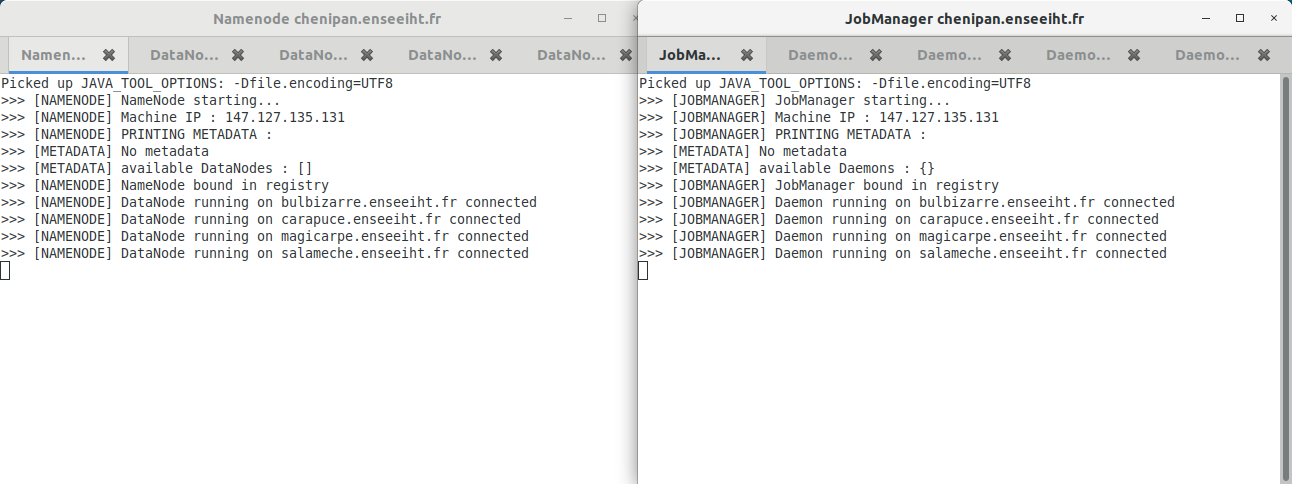 Namenode chenipan.enseeiht.fr
Namen... DataNo... DataNo... DataNo... DataNo...
Picked up JAVA_TOOL_OPTIONS: -Dfile.encoding=UTF8
>>> [NAMENODE] NameNode starting...
>>> [NAMENODE] Machine IP : 147.127.135.131
>>> [NAMENODE] PRINTING METADATA :
>>> [METADATA] No metadata
>>> [METADATA] available DataNodes : []
>>> [NAMENODE] NameNode bound in registry
>>> [NAMENODE] DataNode running on bulbizarre.enseeiht.fr connected
>>> [NAMENODE] DataNode running on carapuce.enseeiht.fr connected
>>> [NAMENODE] DataNode running on magicarpe.enseeiht.fr connected
>>> [NAMENODE] DataNode running on salameche.enseeiht.fr connected
JobManager chenipan.enseeiht.fr
JobMa... Daemo... Daemo... Daemo... Daemo...
Picked up JAVA_TOOL_OPTIONS: -Dfile.encoding=UTF8
>>> [JOBMANAGER] JobManager starting...
>>> [JOBMANAGER] Machine IP : 147.127.135.131
>>> [JOBMANAGER] PRINTING METADATA :
>>> [METADATA] No metadata
>>> [METADATA] available Daemons : {}
>>> [JOBMANAGER] JobManager bound in registry
>>> [JOBMANAGER] Daemon running on bulbizarre.enseeiht.fr connected
>>> [JOBMANAGER] Daemon running on carapuce.enseeiht.fr connected
>>> [JOBMANAGER] Daemon running on magicarpe.enseeiht.fr connected
>>> [JOBMANAGER] Daemon running on salameche.enseeiht.fr connected